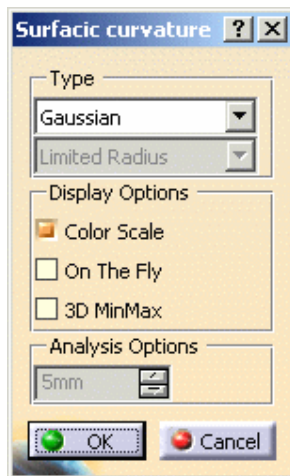 Surfacic curvature ? X
Type
Gaussian
Limited Radius
Display Options
Color Scale
On The Fly
3D MinMax
Analysis Options
5mm
OK Cancel